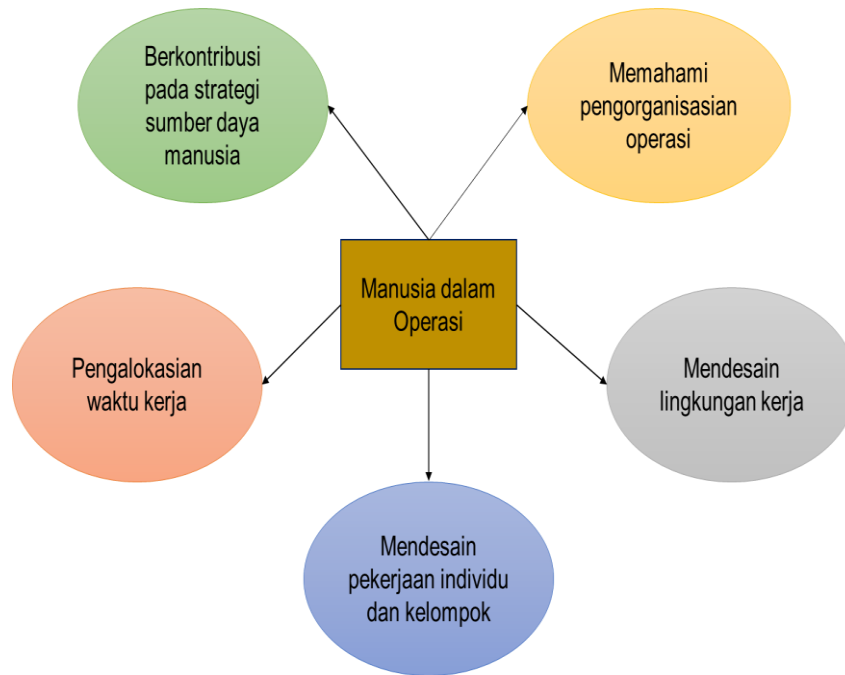 Berkontribusi
pada strategi
sumber daya
manusia
Memahami
pengorganisasian
operasi
Manusia dalam
Operasi
Pengalokasian
waktu kerja
Mendesain
lingkungan kerja
Mendesain
pekerjaan individu
dan kelompok